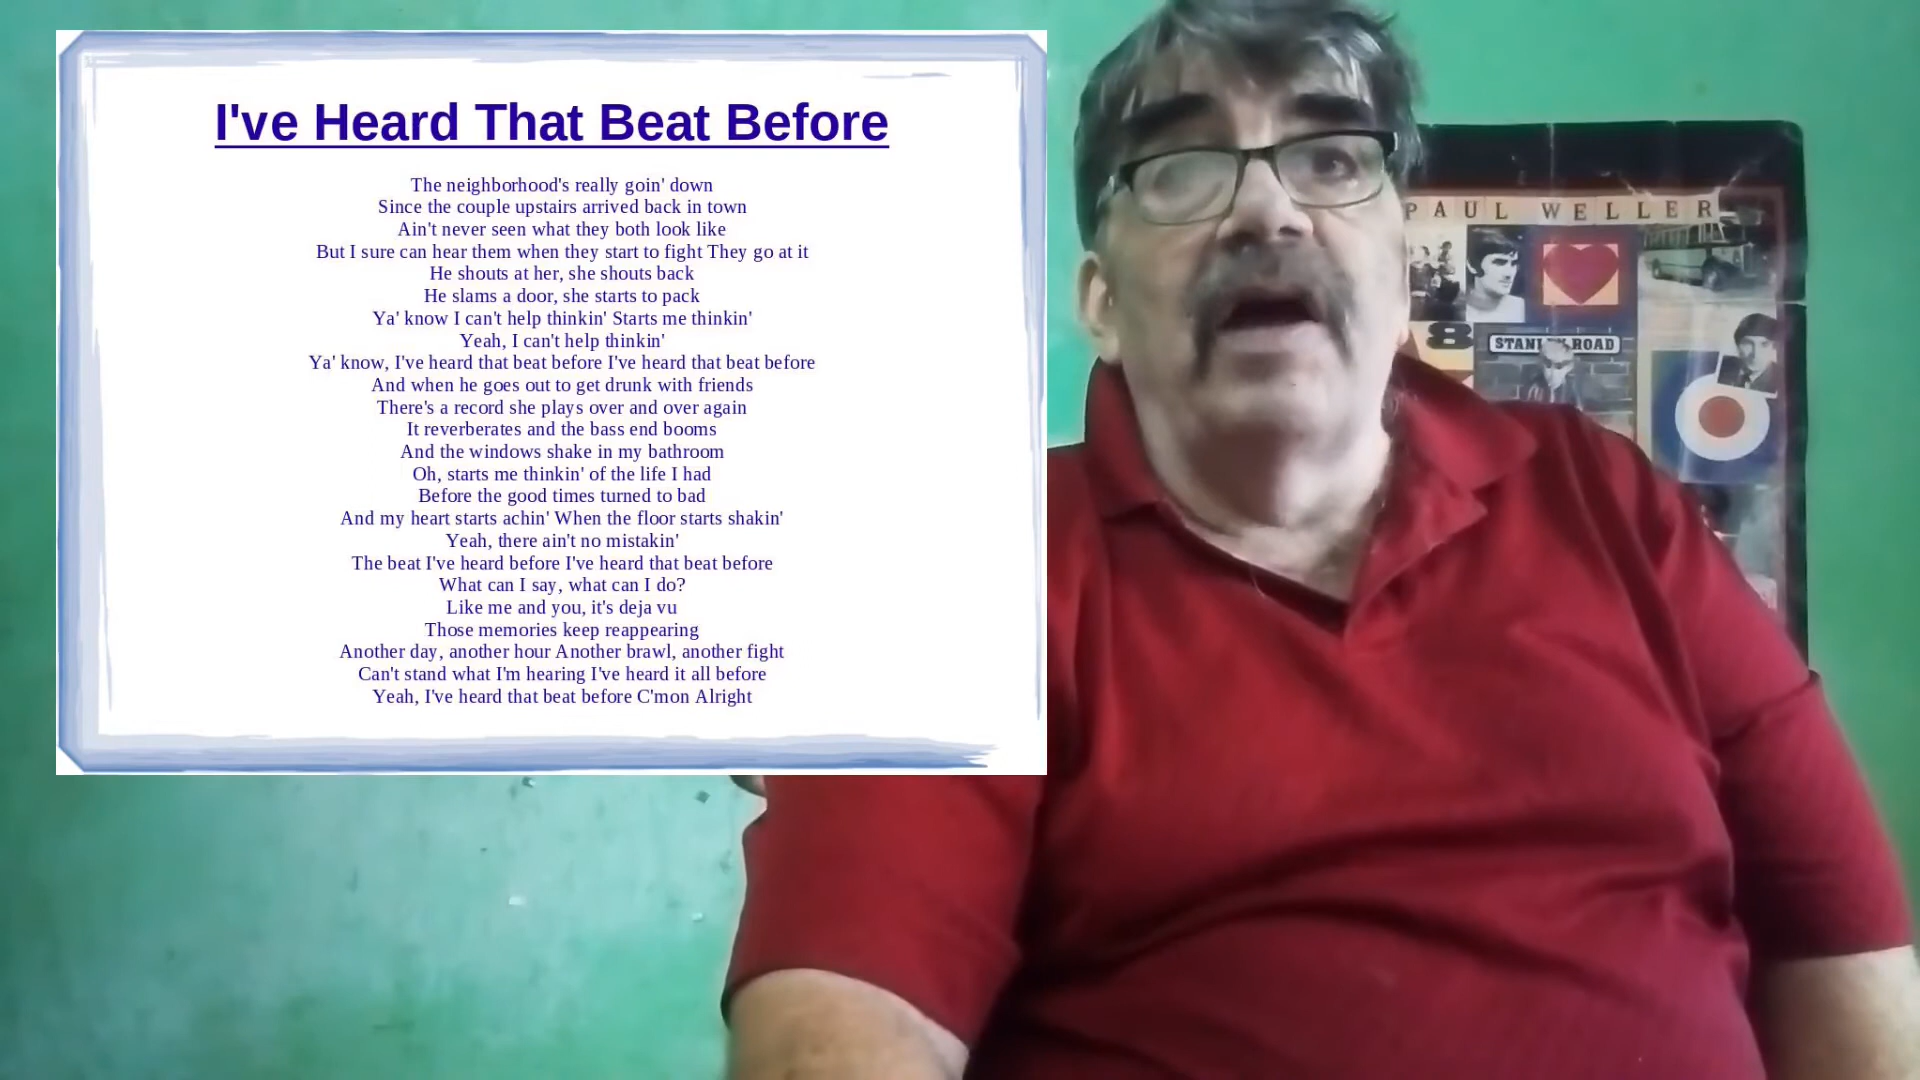 I've Heard That Beat Before
The neighborhood's really goin' down
Since the couple upstairs arrived back in town
Ain't never seen what they both look like
But I sure can hear them when they start to fight They go at it
He shouts at her, she shouts back
He slams a door, she starts to pack
Ya' know I can't help thinkin' Starts me thinkin'
Yeah, I can't help thinkin'
Ya' know, I've heard that beat before I've heard that beat before
And when he goes out to get drunk with friends
There's a record she plays over and over again
It reverberates and the bass end booms
And the windows shake in my bathroom
Oh, starts me thinkin' of the life I had
Before the good times turned to bad
And my heart starts achin' When the floor starts shakin'
Yeah, there ain't no mistakin'
The beat I've heard before I've heard that beat before
What can I say, what can I do?
Like me and you, it's deja vu
Those memories keep reappearing
Another day, another hour Another brawl, another fight
Can't stand what I'm hearing I've heard it all before
Yeah, I've heard that beat before C'mon Alright
PAUL WELLER
8
STANLEY ROAD